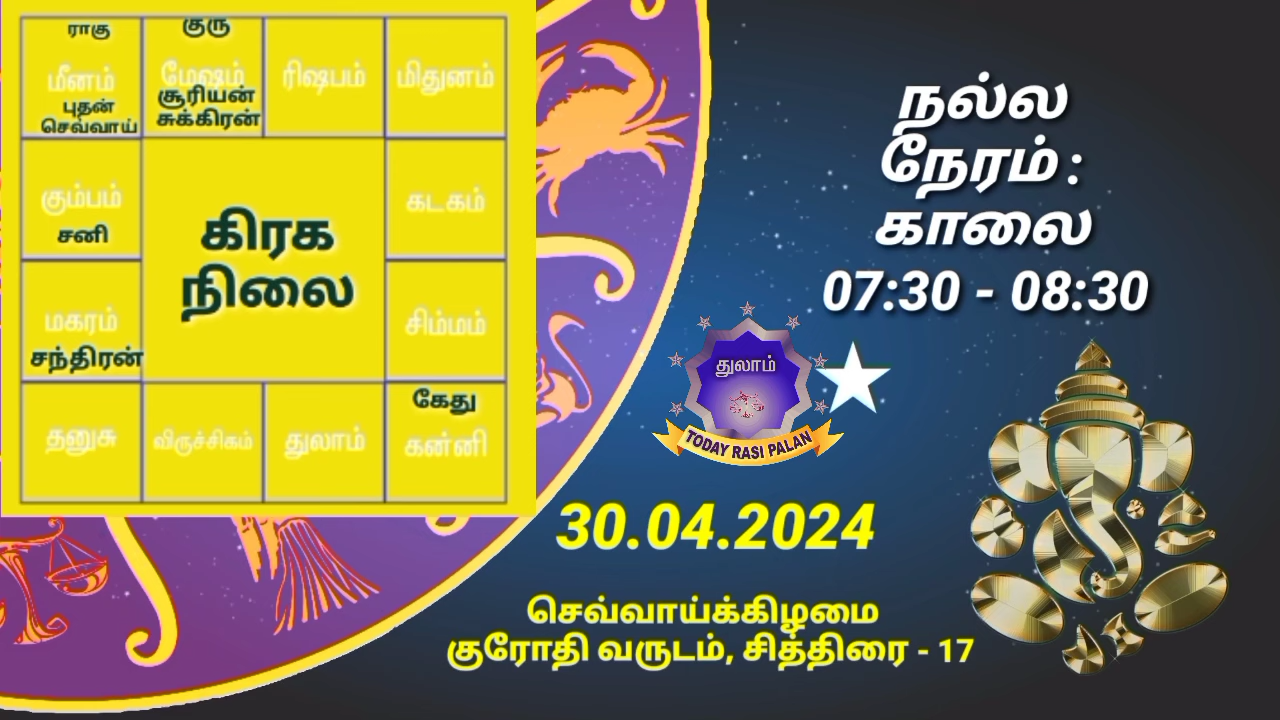 ராகு
மீனம்
புதன்
செவ்வாய்
குரு
மேஷம்
சூரியன்
சுக்கிரன்
ரிஷபம்
மிதுனம்
கும்பம்
சனி
கிரக
நிலை
கடகம்
மகரம்
சந்திரன்
சிம்மம்
தனுசு
விருச்சிகம்
துலாம்
கேது
கன்னி
நல்ல
நேரம் :
காலை
07:30 - 08:30
துலாம்
TODAY RASI PALAN
30.04.2024
செவ்வாய்க்கிழமை
குரோதி வருடம், சித்திரை - 17